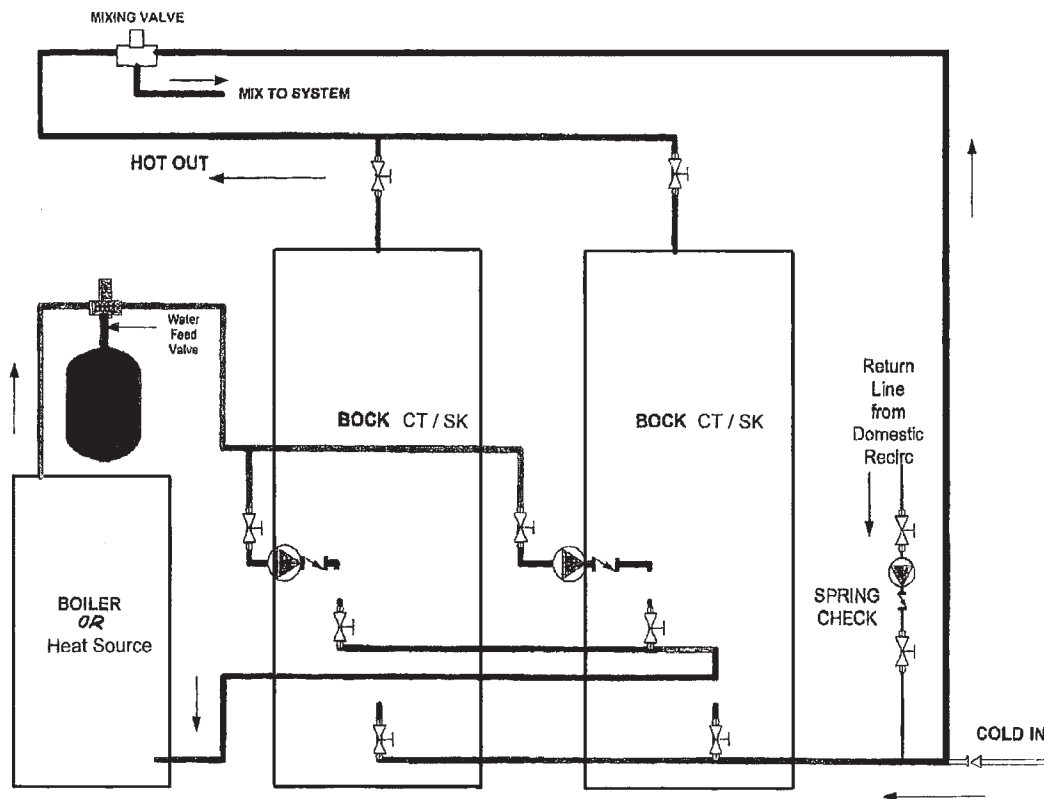 MIXING VALVE
MIX TO SYSTEM
HOT OUT
Water
Feed
Valve
BOCK CT / SK
BOCK CT / SK
Return
Line
from
Domestic
Recirc
BOILER
OR
Heat Source
SPRING
CHECK
COLD IN